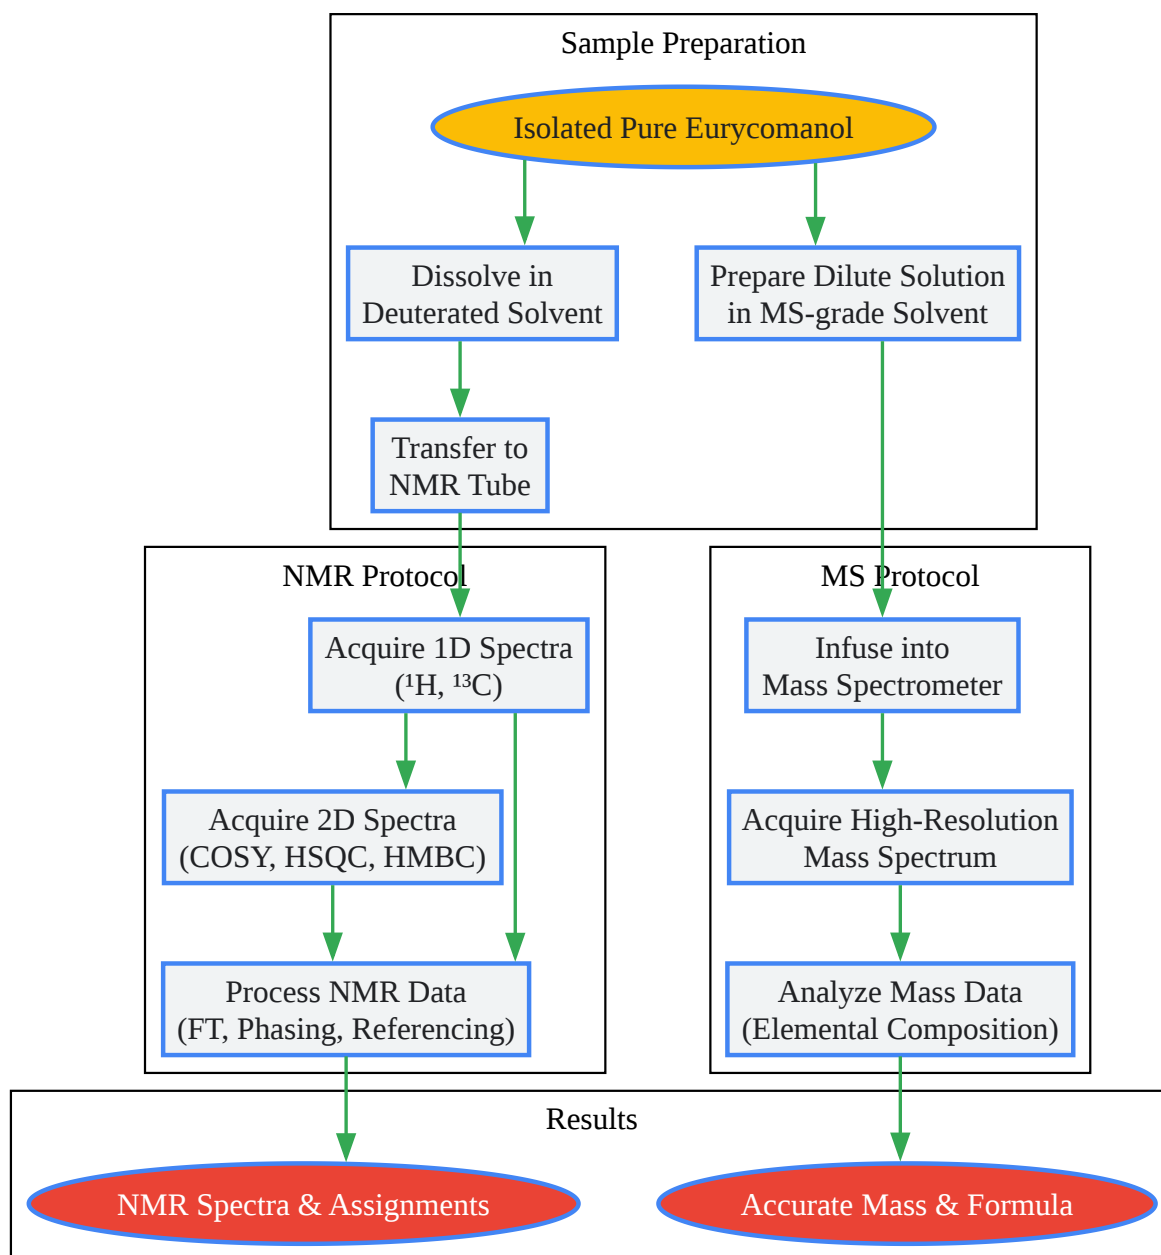 Sample Preparation
Isolated Pure Eurycomanol
Dissolve in
Deuterated Solvent
Prepare Dilute Solution
in MS-grade Solvent
Transfer to
NMR Tube
NMR Protocol
MS Protocol
Acquire 1D Spectra
(¹H, ¹³C)
Infuse into
Mass Spectrometer
Acquire 2D Spectra
(COSY, HSQC, HMBC)
Acquire High-Resolution
Mass Spectrum
Process NMR Data
(FT, Phasing, Referencing)
Analyze Mass Data
(Elemental Composition)
Results
NMR Spectra & Assignments
Accurate Mass & Formula